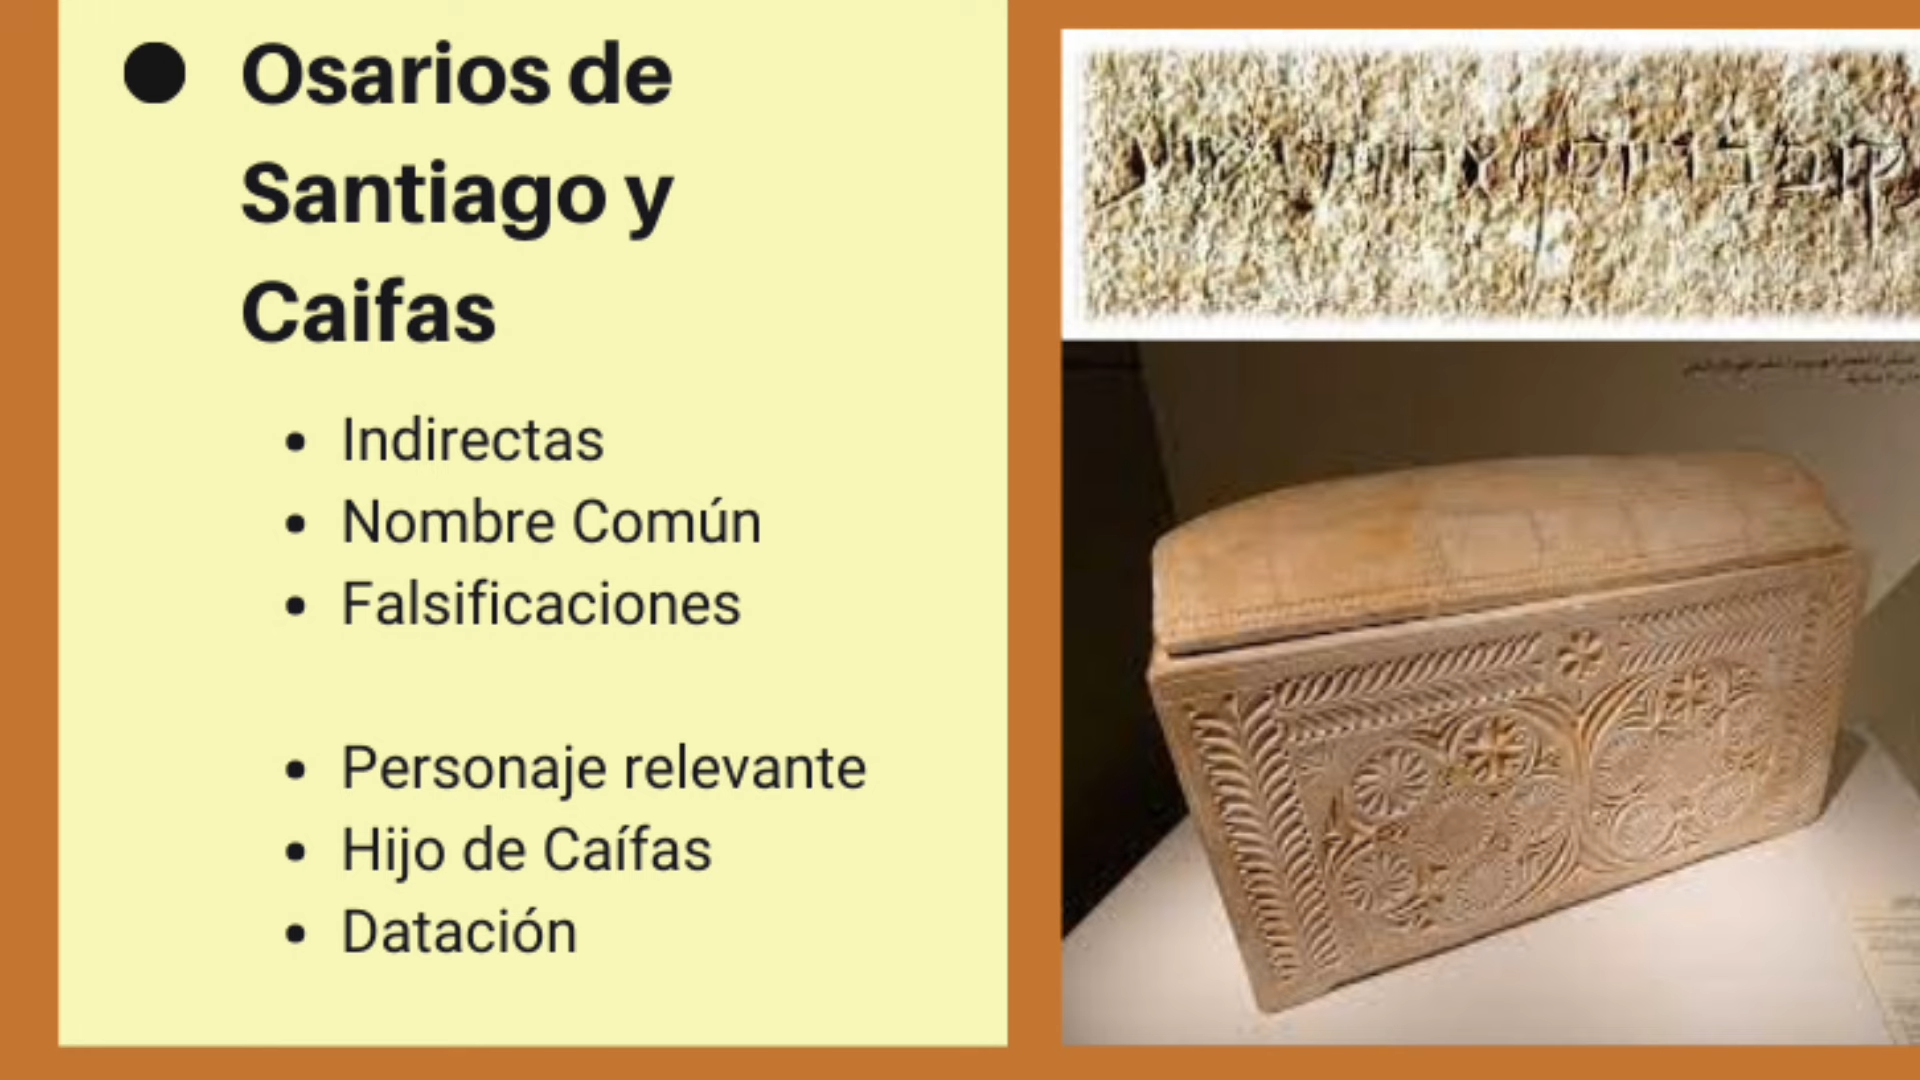 Osarios de
Santiago y
Caifas
Indirectas
Nombre Común
Falsificaciones
Personaje relevante
Hijo de Caífas
Datación